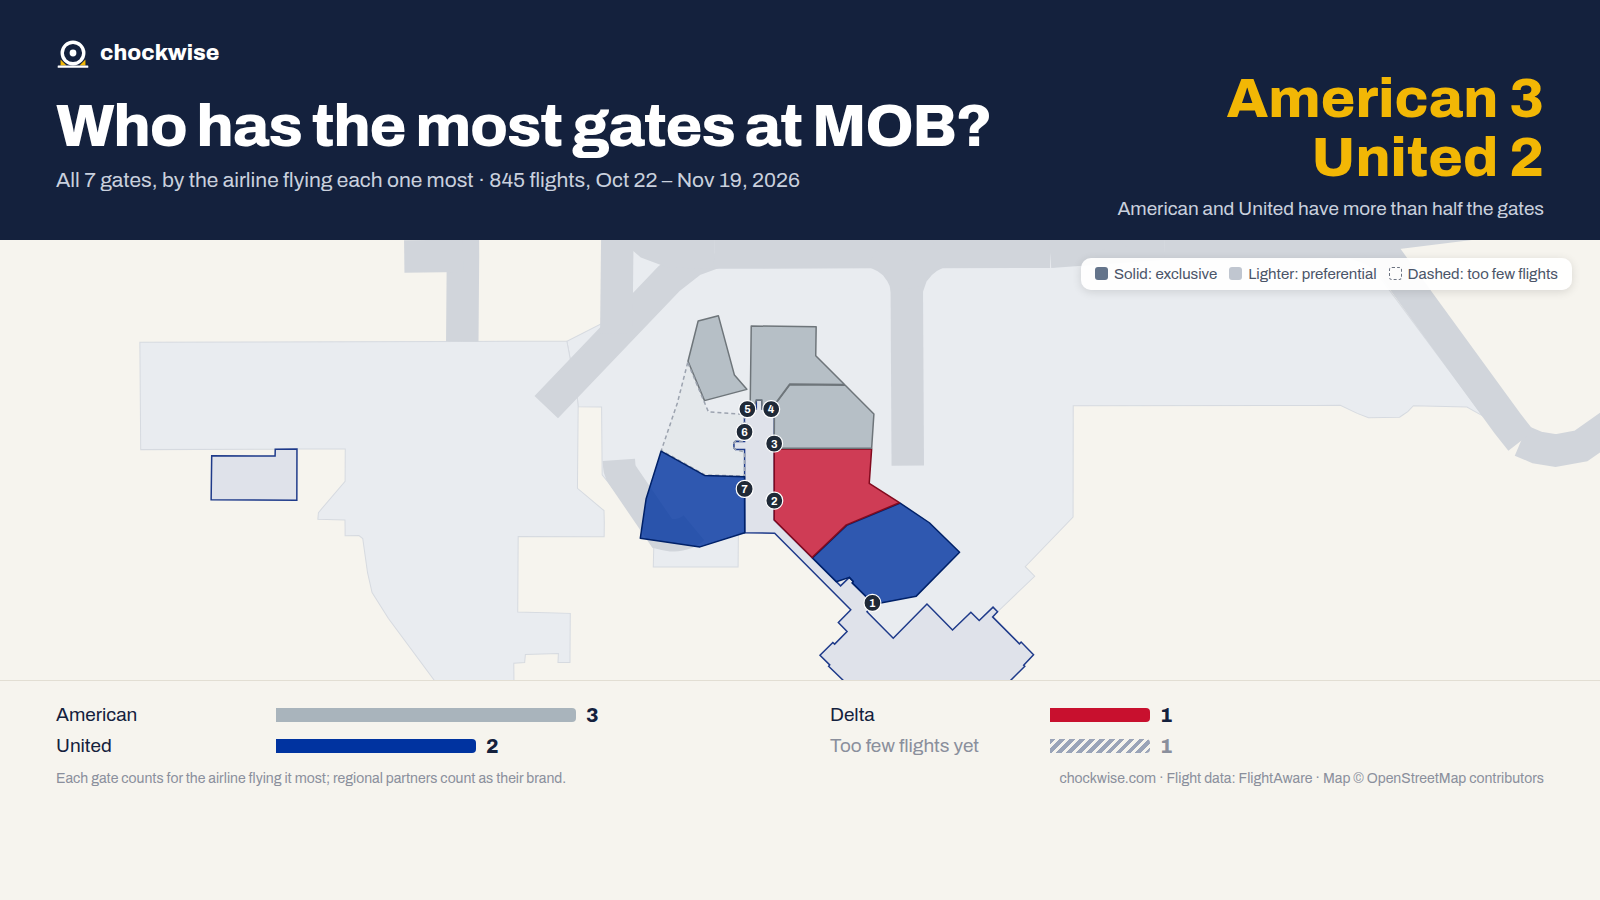 chockwise
Who has the most gates at MOB?
All 7 gates, by the airline flying each one most · 845 flights, Oct 22 – Nov 19, 2026
American 3
United 2
American and United have more than half the gates
Solid: exclusive
Lighter: preferential
Dashed: too few flights
5
4
6
3
7
2
1
American 3
United 2
Delta 1
Too few flights yet 1
Each gate counts for the airline flying it most; regional partners count as their brand.
chockwise.com · Flight data: FlightAware · Map © OpenStreetMap contributors